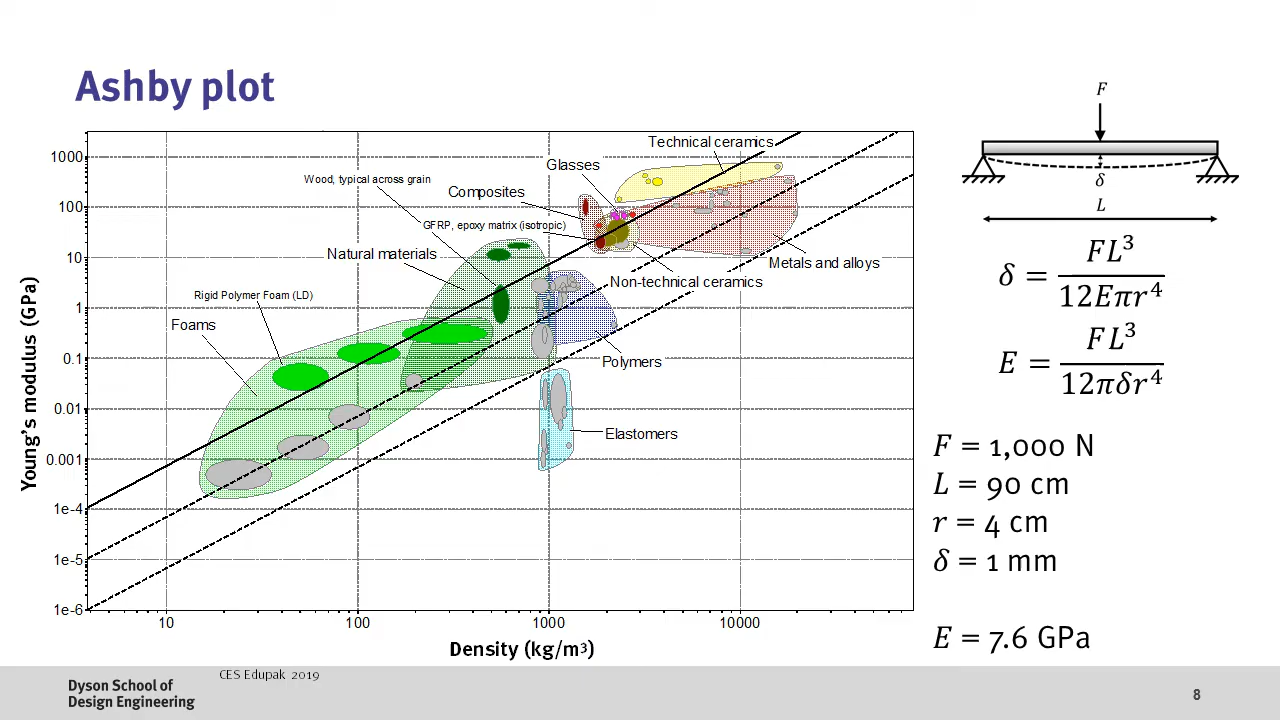 Ashby plot
Technical ceramics
Glasses
Wood, typical across grain
Composites
GFRP, epoxy matrix (isotropic)
Natural materials
Metals and alloys
Non-technical ceramics
Rigid Polymer Foam (LD)
Foams
Polymers
Elastomers
Young's modulus (GPa)
1000
100
10
1
0.1
0.01
0.001
1e-4
1e-5
1e-6
10
100
1000
10000
Density (kg/m3)
F
δ
L
δ = FL³ / 12Eπr⁴
E = FL³ / 12πδr⁴
F = 1,000 N
L = 90 cm
r = 4 cm
δ = 1 mm
E = 7.6 GPa
CES Edupak 2019
Dyson School of
Design Engineering
8